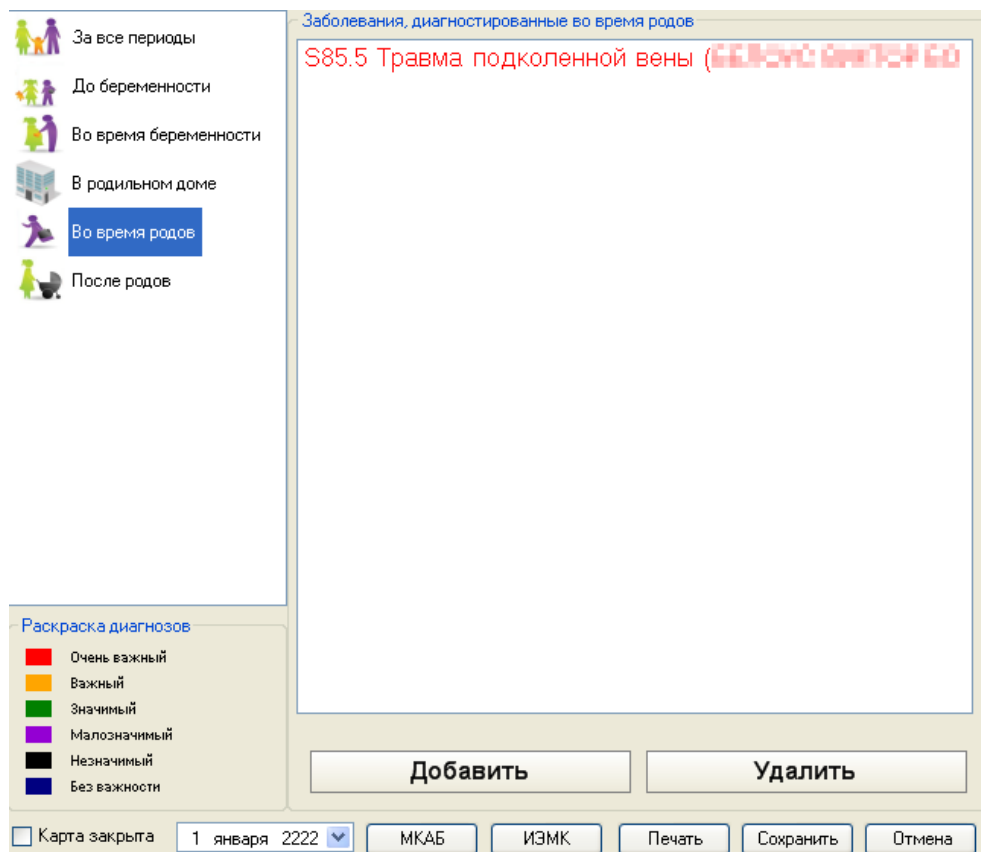 За все периоды
До беременности
Во время беременности
В родильном доме
Во время родов
После родов
Заболевания, диагностированные во время родов
S85.5 Травма подколенной вены (
Раскраска диагнозов
Очень важный
Важный
Значимый
Малозначимый
Незначимый
Без важности
Добавить Удалить
Карта закрыта 1 января 2222 МКАБ ИЭМК Печать Сохранить Отмена